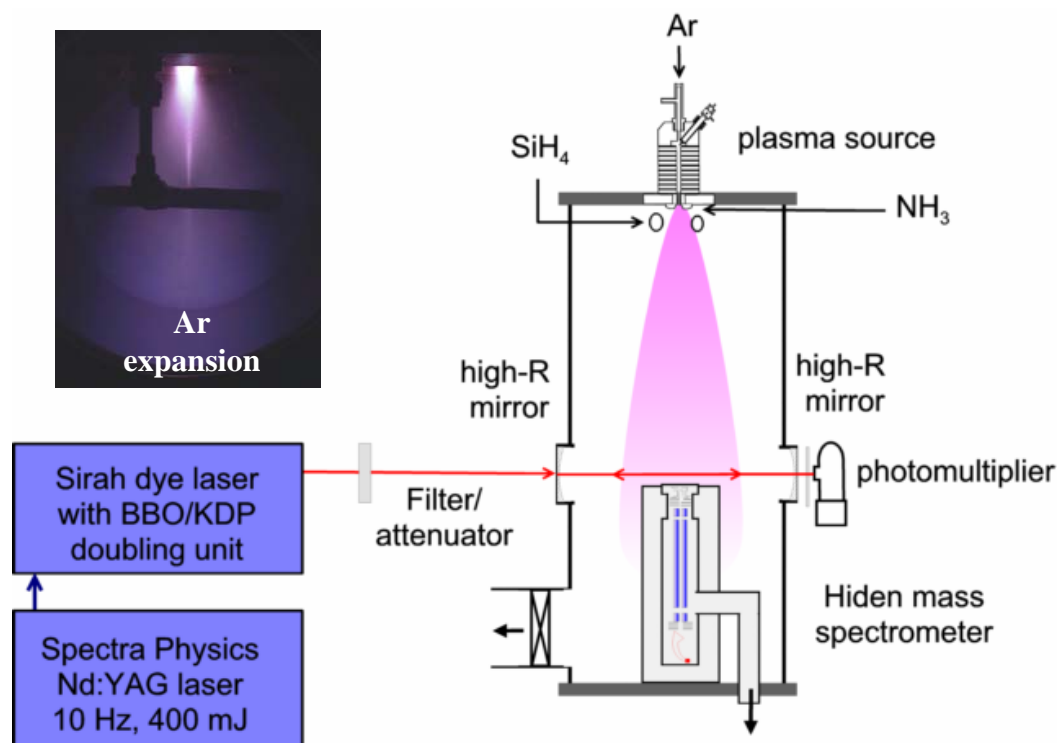 Ar
expansion
Ar
plasma source
SiH₄
NH₃
high-R
mirror
high-R
mirror
Sirah dye laser
with BBO/KDP
doubling unit
Filter/
attenuator
photomultiplier
Spectra Physics
Nd:YAG laser
10 Hz, 400 mJ
Hiden mass
spectrometer